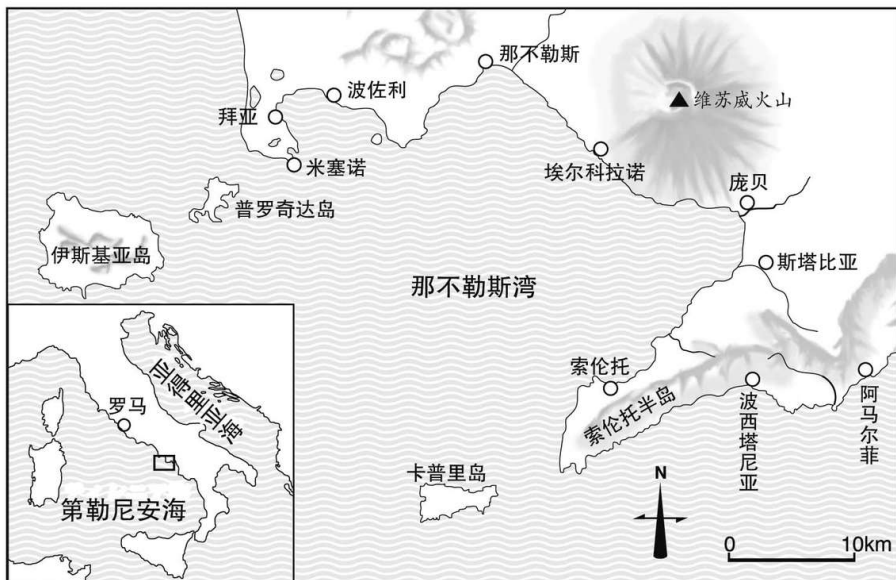 那不勒斯
波佐利
维苏威火山
拜亚
埃尔科拉诺
米塞诺
庞贝
普罗奇达岛
伊斯基亚岛
斯塔比亚
那不勒斯湾
索伦托
索伦托半岛
波西塔尼亚
阿马尔菲
卡普里岛
N
0 10km
亚得里亚海
罗马
第勒尼安海